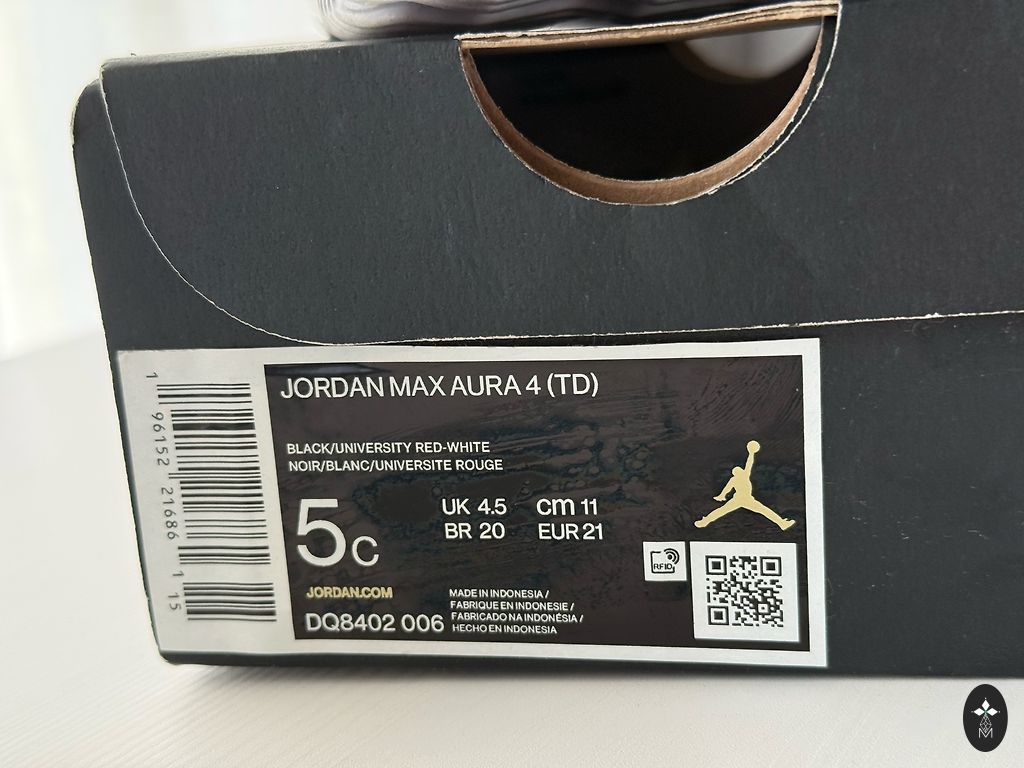 JORDAN MAX AURA 4 (TD)
BLACK/UNIVERSITY RED-WHITE
NOIR/BLANC/UNIVERSITE ROUGE
5C
UK 4.5 cm 11
BR 20 EUR 21
RFID
JORDAN.COM
DQ8402 006
MADE IN INDONESIA /
FABRIQUE EN INDONESIE /
FABRICADO NA INDONÉSIA /
HECHO EN INDONESIA
1 96152 21686 1 15
M